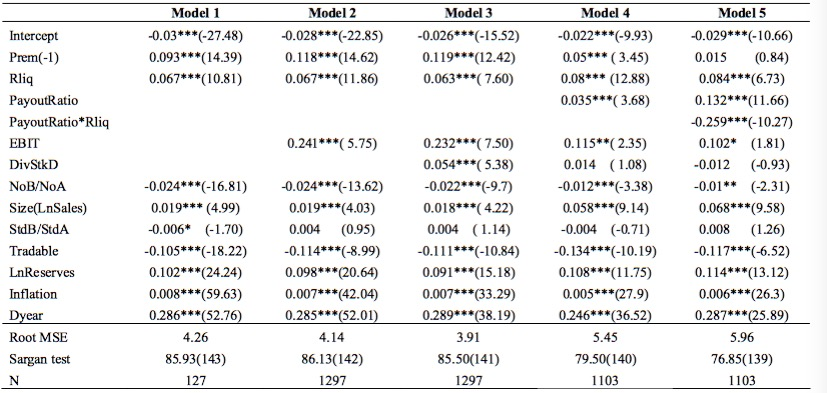 Model 1 Model 2 Model 3 Model 4 Model 5
Intercept -0.03***(-27.48) -0.028***(-22.85) -0.026***(-15.52) -0.022***(-9.93) -0.029***(-10.66)
Prem(-1) 0.093***(14.39) 0.118***(14.62) 0.119***(12.42) 0.05*** ( 3.45) 0.015 (0.84)
Rliq 0.067***(10.81) 0.067***(11.86) 0.063***( 7.60) 0.08*** (12.88) 0.084***(6.73)
PayoutRatio 0.035***( 3.68) 0.132***(11.66)
PayoutRatio*Rliq -0.259***(-10.27)
EBIT 0.241***( 5.75) 0.232***( 7.50) 0.115**( 2.35) 0.102* (1.81)
DivStkD 0.054***( 5.38) 0.014 ( 1.08) -0.012 (-0.93)
NoB/NoA -0.024***(-16.81) -0.024***(-13.62) -0.022***(-9.7) -0.012***(-3.38) -0.01** (-2.31)
Size(LnSales) 0.019*** (4.99) 0.019***(4.03) 0.018***( 4.22) 0.058***(9.14) 0.068***(9.58)
StdB/StdA -0.006* (-1.70) 0.004 (0.95) 0.004 ( 1.14) -0.004 (-0.71) 0.008 (1.26)
Tradable -0.105***(-18.22) -0.114***(-8.99) -0.111***(-10.84) -0.134***(-10.19) -0.117***(-6.52)
LnReserves 0.102***(24.24) 0.098***(20.64) 0.091***(15.18) 0.108***(11.75) 0.114***(13.12)
Inflation 0.008***(59.63) 0.007***(42.04) 0.007***(33.29) 0.005***(27.9) 0.006***(26.3)
Dyear 0.286***(52.76) 0.285***(52.01) 0.289***(38.19) 0.246***(36.52) 0.287***(25.89)
Root MSE 4.26 4.14 3.91 5.45 5.96
Sargan test 85.93(143) 86.13(142) 85.50(141) 79.50(140) 76.85(139)
N 127 1297 1297 1103 1103